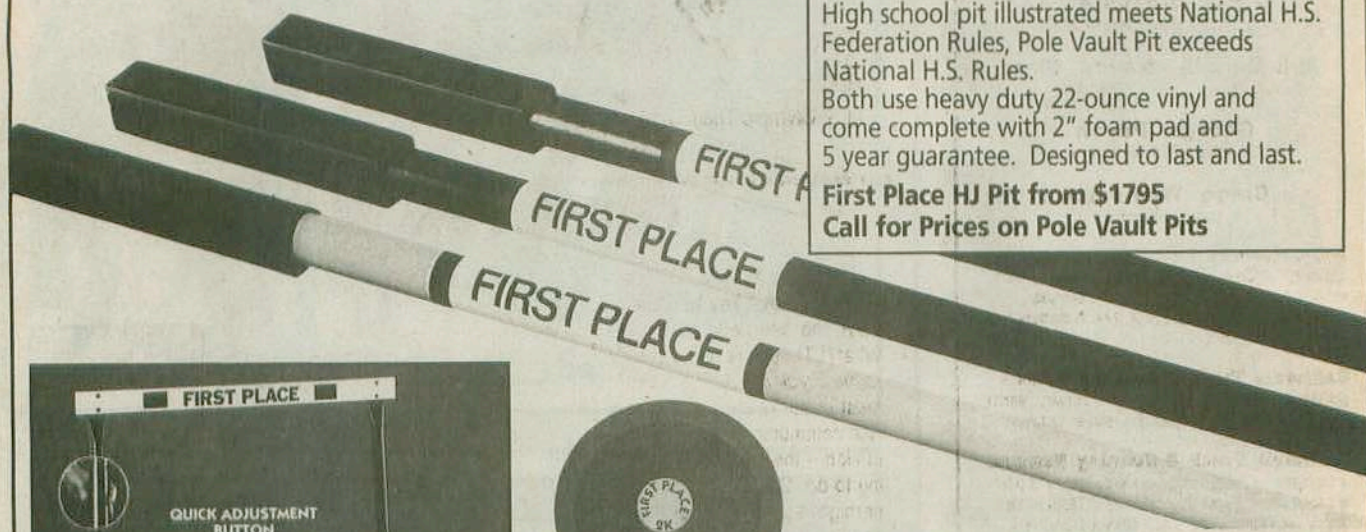 High school pit illustrated meets National H.S.
Federation Rules, Pole Vault Pit exceeds
National H.S. Rules.
Both use heavy duty 22-ounce vinyl and
come complete with 2" foam pad and
5 year guarantee. Designed to last and last.
First Place HJ Pit from $1795
Call for Prices on Pole Vault Pits
FIRST
FIRST PLACE
FIRST PLACE
FIRST PLACE
QUICK ADJUSTMENT
BUTTON
FIRST PLACE
2K